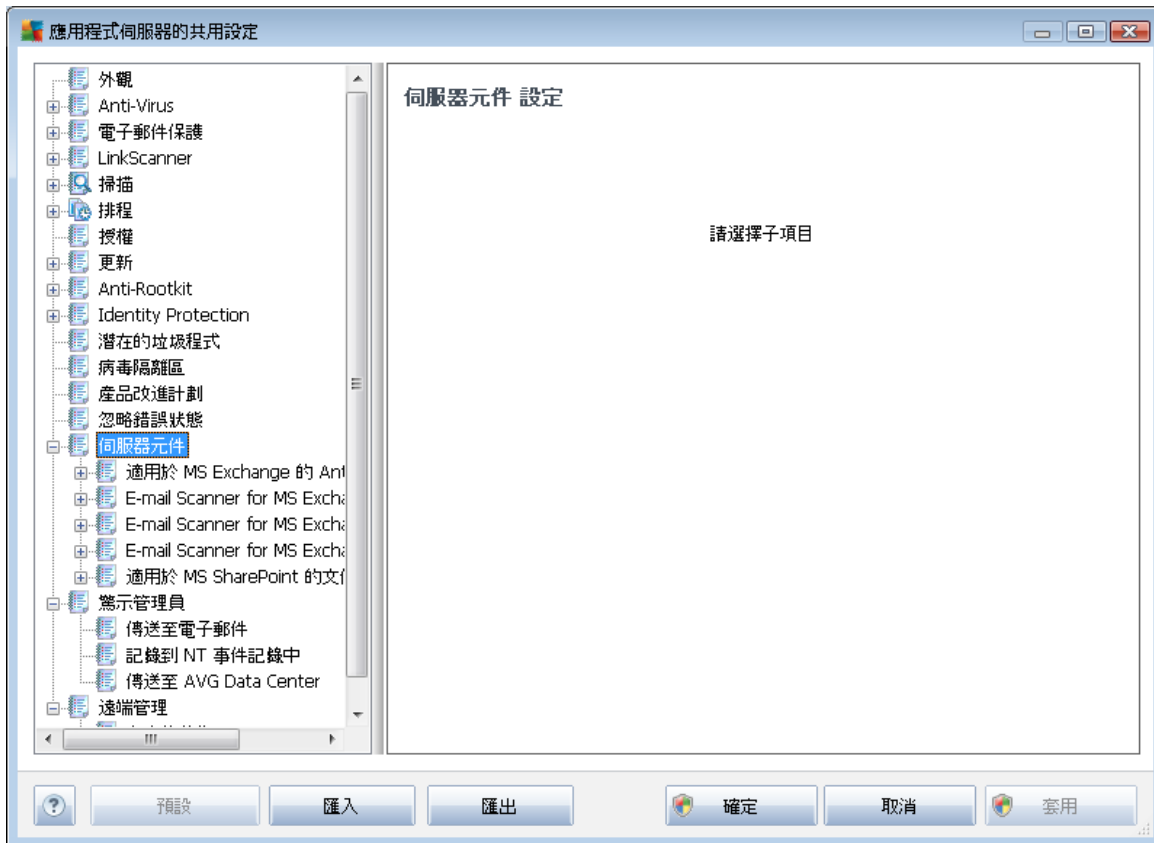 應用程式伺服器的共用設定
外觀
Anti-Virus
電子郵件保護
LinkScanner
掃描
排程
授權
更新
Anti-Rootkit
Identity Protection
潛在的垃圾程式
病毒隔離區
產品改進計劃
忽略錯誤狀態
伺服器元件
適用於 MS Exchange 的 Ant
E-mail Scanner for MS Excha
E-mail Scanner for MS Excha
E-mail Scanner for MS Excha
適用於 MS SharePoint 的文
警示管理員
傳送至電子郵件
記錄到 NT 事件記錄中
傳送至 AVG Data Center
遠端管理
伺服器元件 設定
請選擇子項目
預設
匯入
匯出
確定
取消
套用